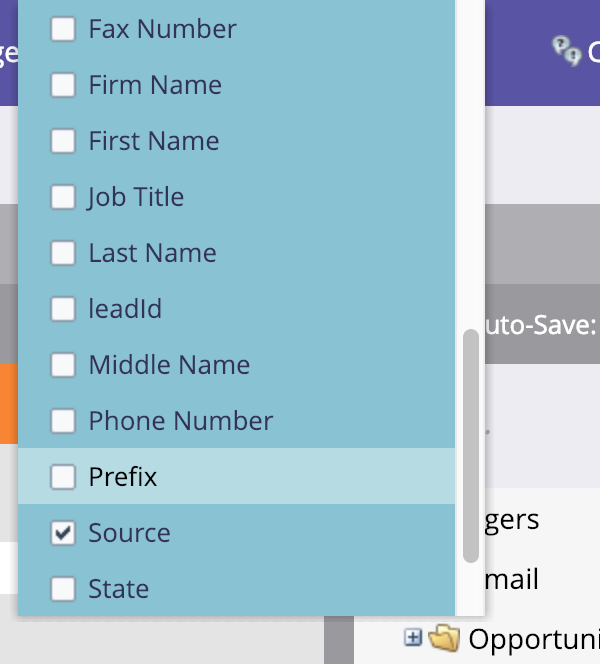 Fax Number
Firm Name
First Name
Job Title
Last Name
leadId
uto-Save:
Middle Name
Phone Number
Prefix
gers
Source
mail
State
Opportuni